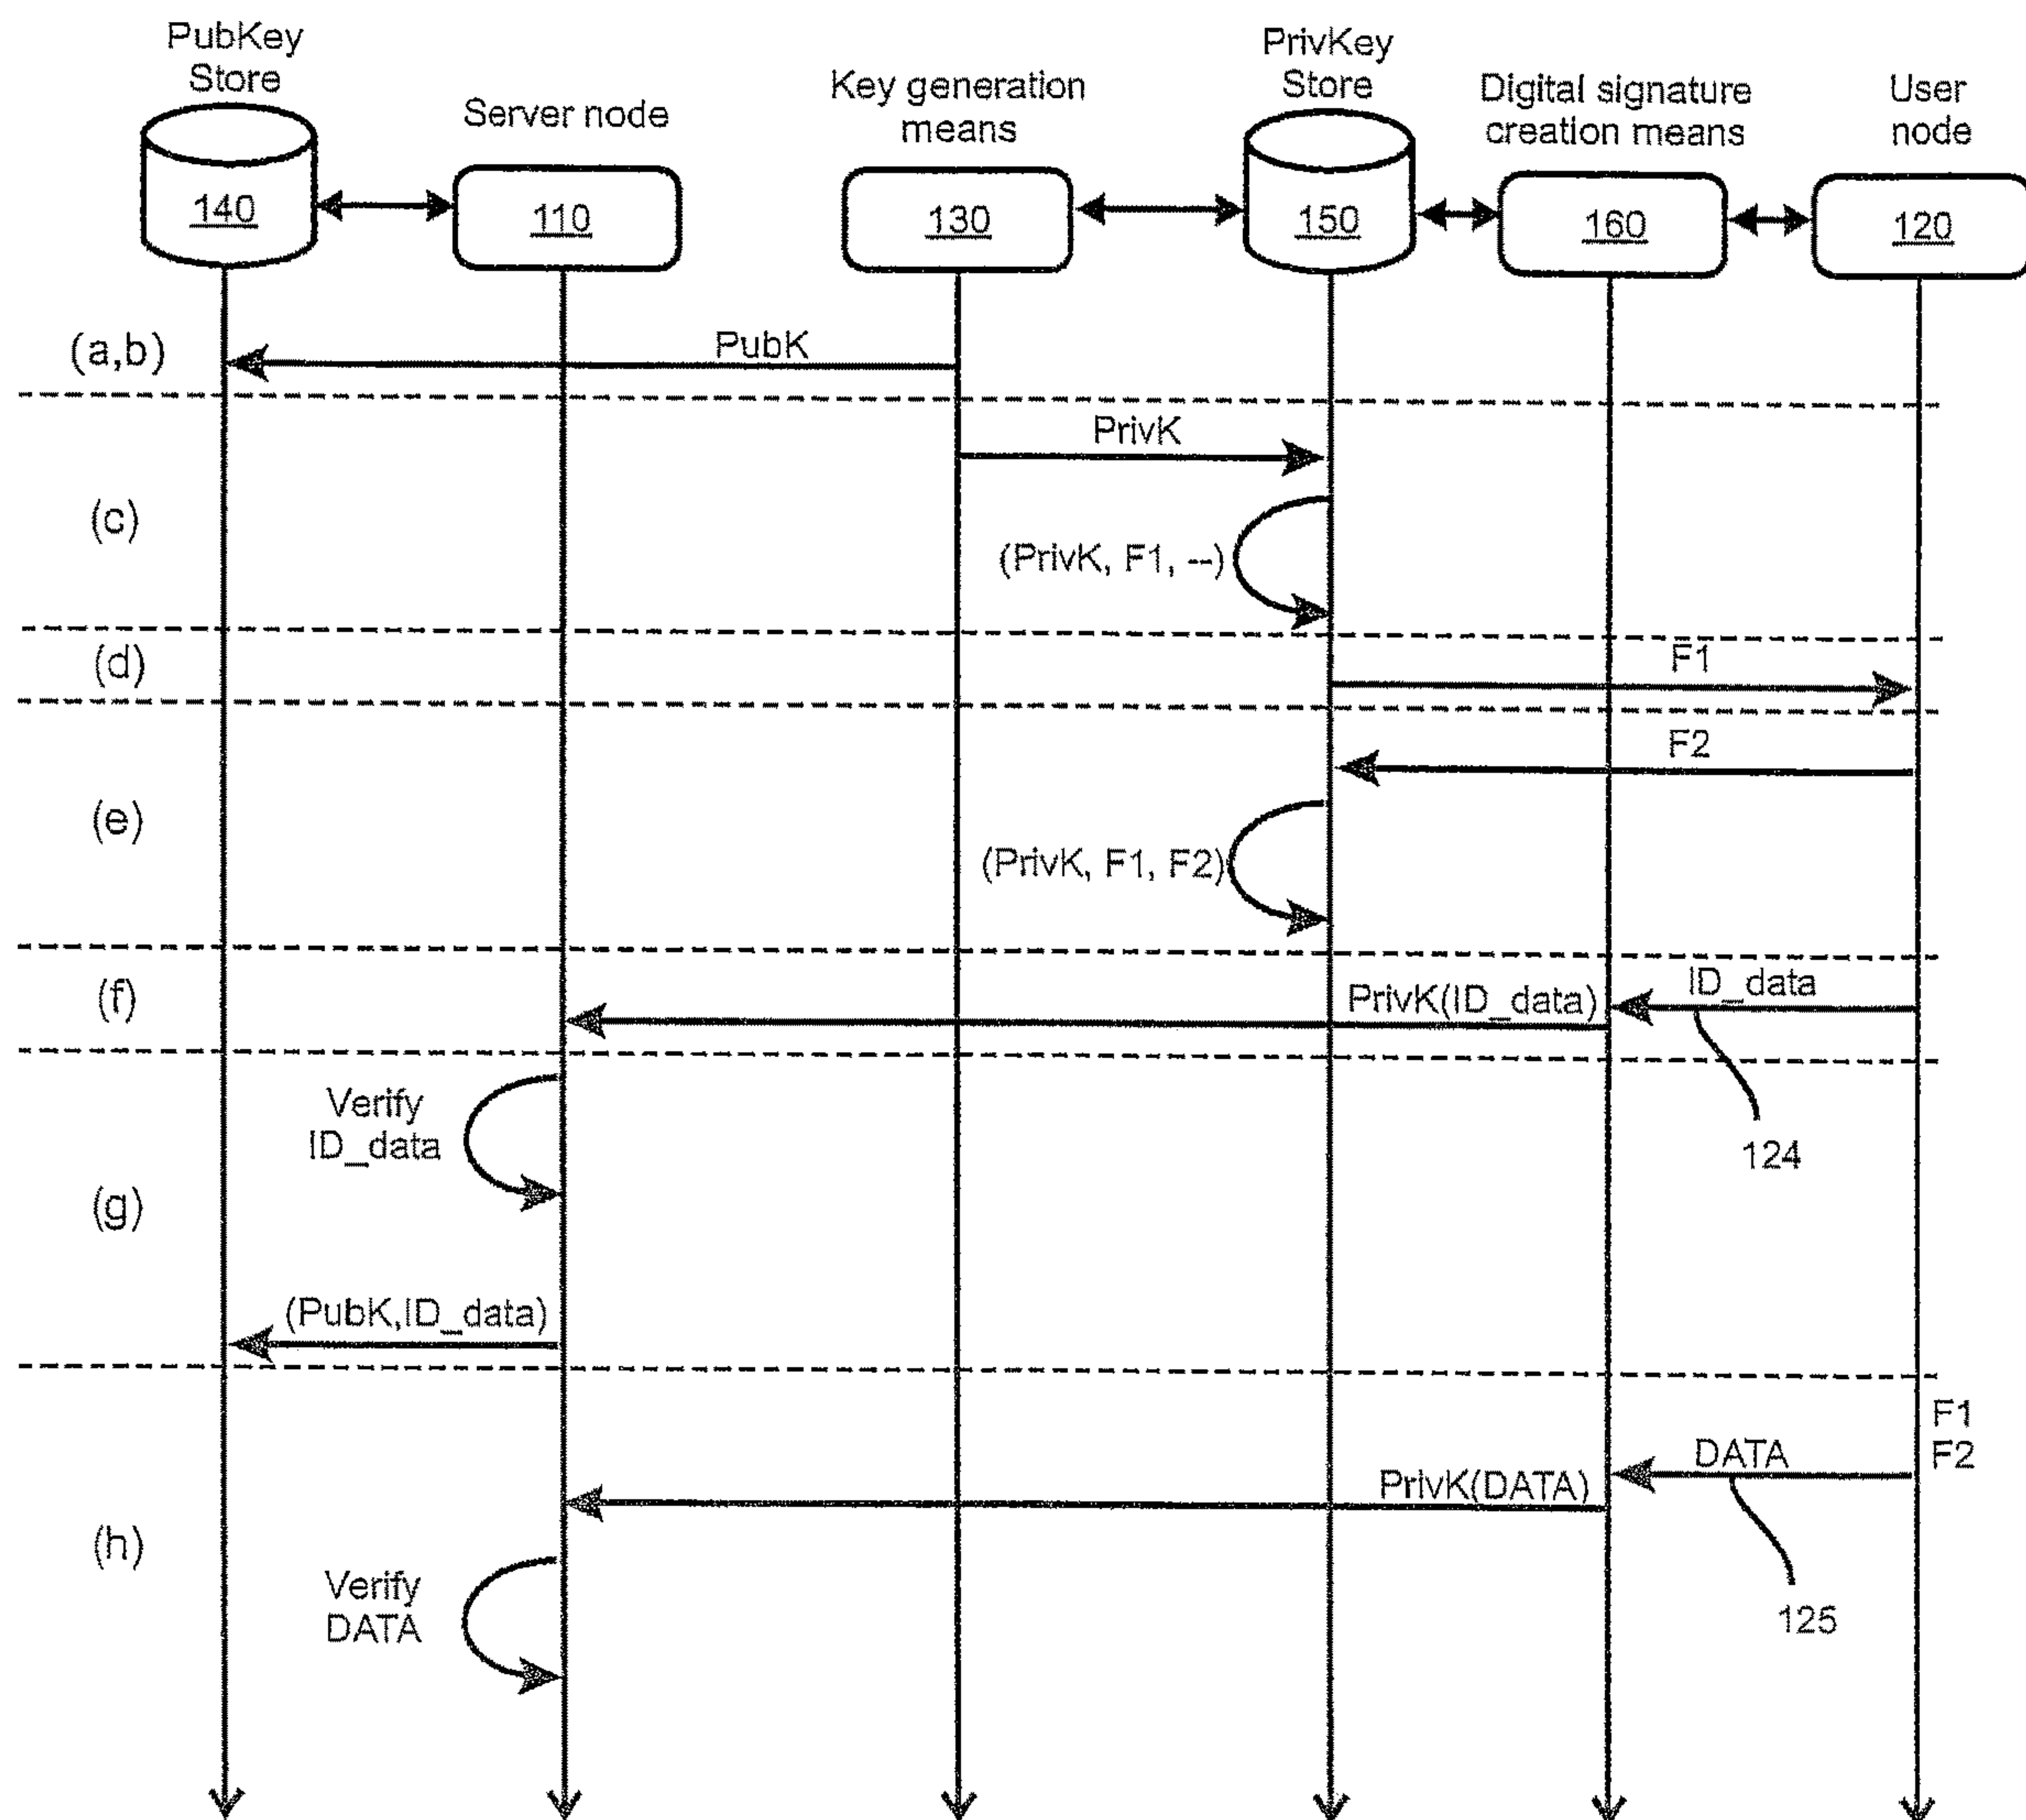 PubKey
Store
Server node
Key generation
means
PrivKey
Store
Digital signature
creation means
User
node
140
110
130
150
160
120
(a,b)
PubK
PrivK
(c)
(PrivK, F1, --)
(d)
F1
F2
(e)
(PrivK, F1, F2)
(f)
PrivK(ID_data)
ID_data
Verify
ID_data
124
(g)
(PubK,ID_data)
F1
F2
DATA
PrivK(DATA)
(h)
Verify
DATA
125